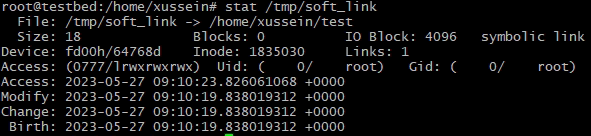 root@testbed:/home/xussein# stat /tmp/soft_link
  File: /tmp/soft_link -> /home/xussein/test
  Size: 18              Blocks: 0          IO Block: 4096   symbolic link
Device: fd00h/64768d    Inode: 1835030     Links: 1
Access: (0777/lrwxrwxrwx)  Uid: (    0/    root)   Gid: (    0/    root)
Access: 2023-05-27 09:10:23.826061068 +0000
Modify: 2023-05-27 09:10:19.838019312 +0000
Change: 2023-05-27 09:10:19.838019312 +0000
 Birth: 2023-05-27 09:10:19.838019312 +0000